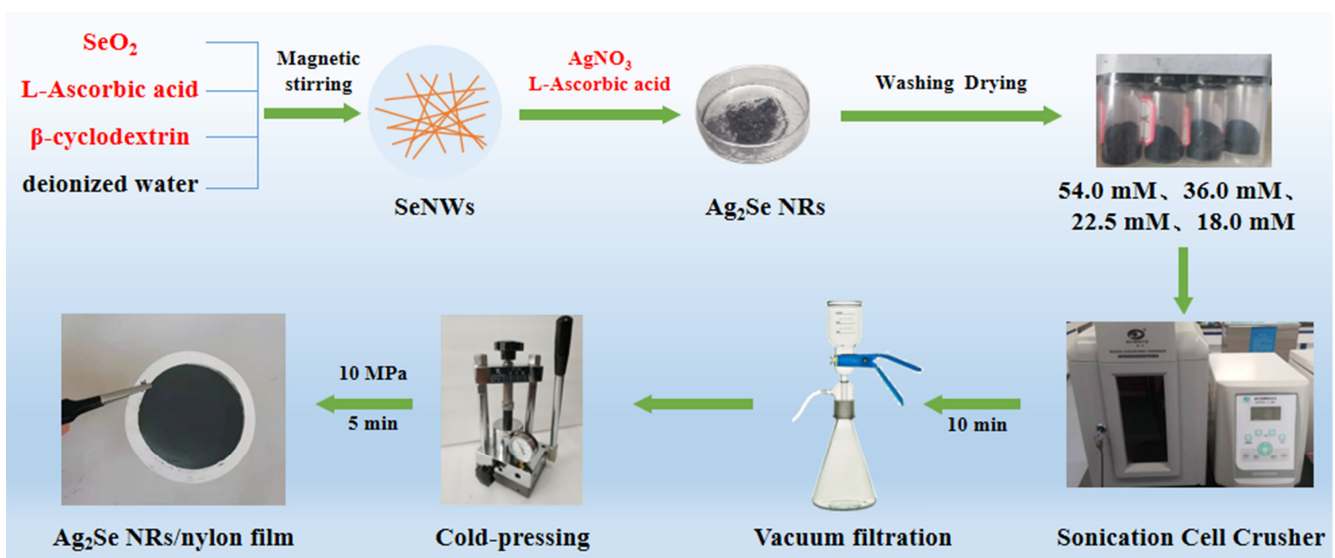 SeO₂
L-Ascorbic acid
β-cyclodextrin
deionized water
Magnetic
stirring
SeNWs
AgNO₃
L-Ascorbic acid
Ag₂Se NRs
Washing Drying
54.0 mM、36.0 mM、
22.5 mM、18.0 mM
Sonication Cell Crusher
10 min
Vacuum filtration
Cold-pressing
10 MPa
5 min
Ag₂Se NRs/nylon film